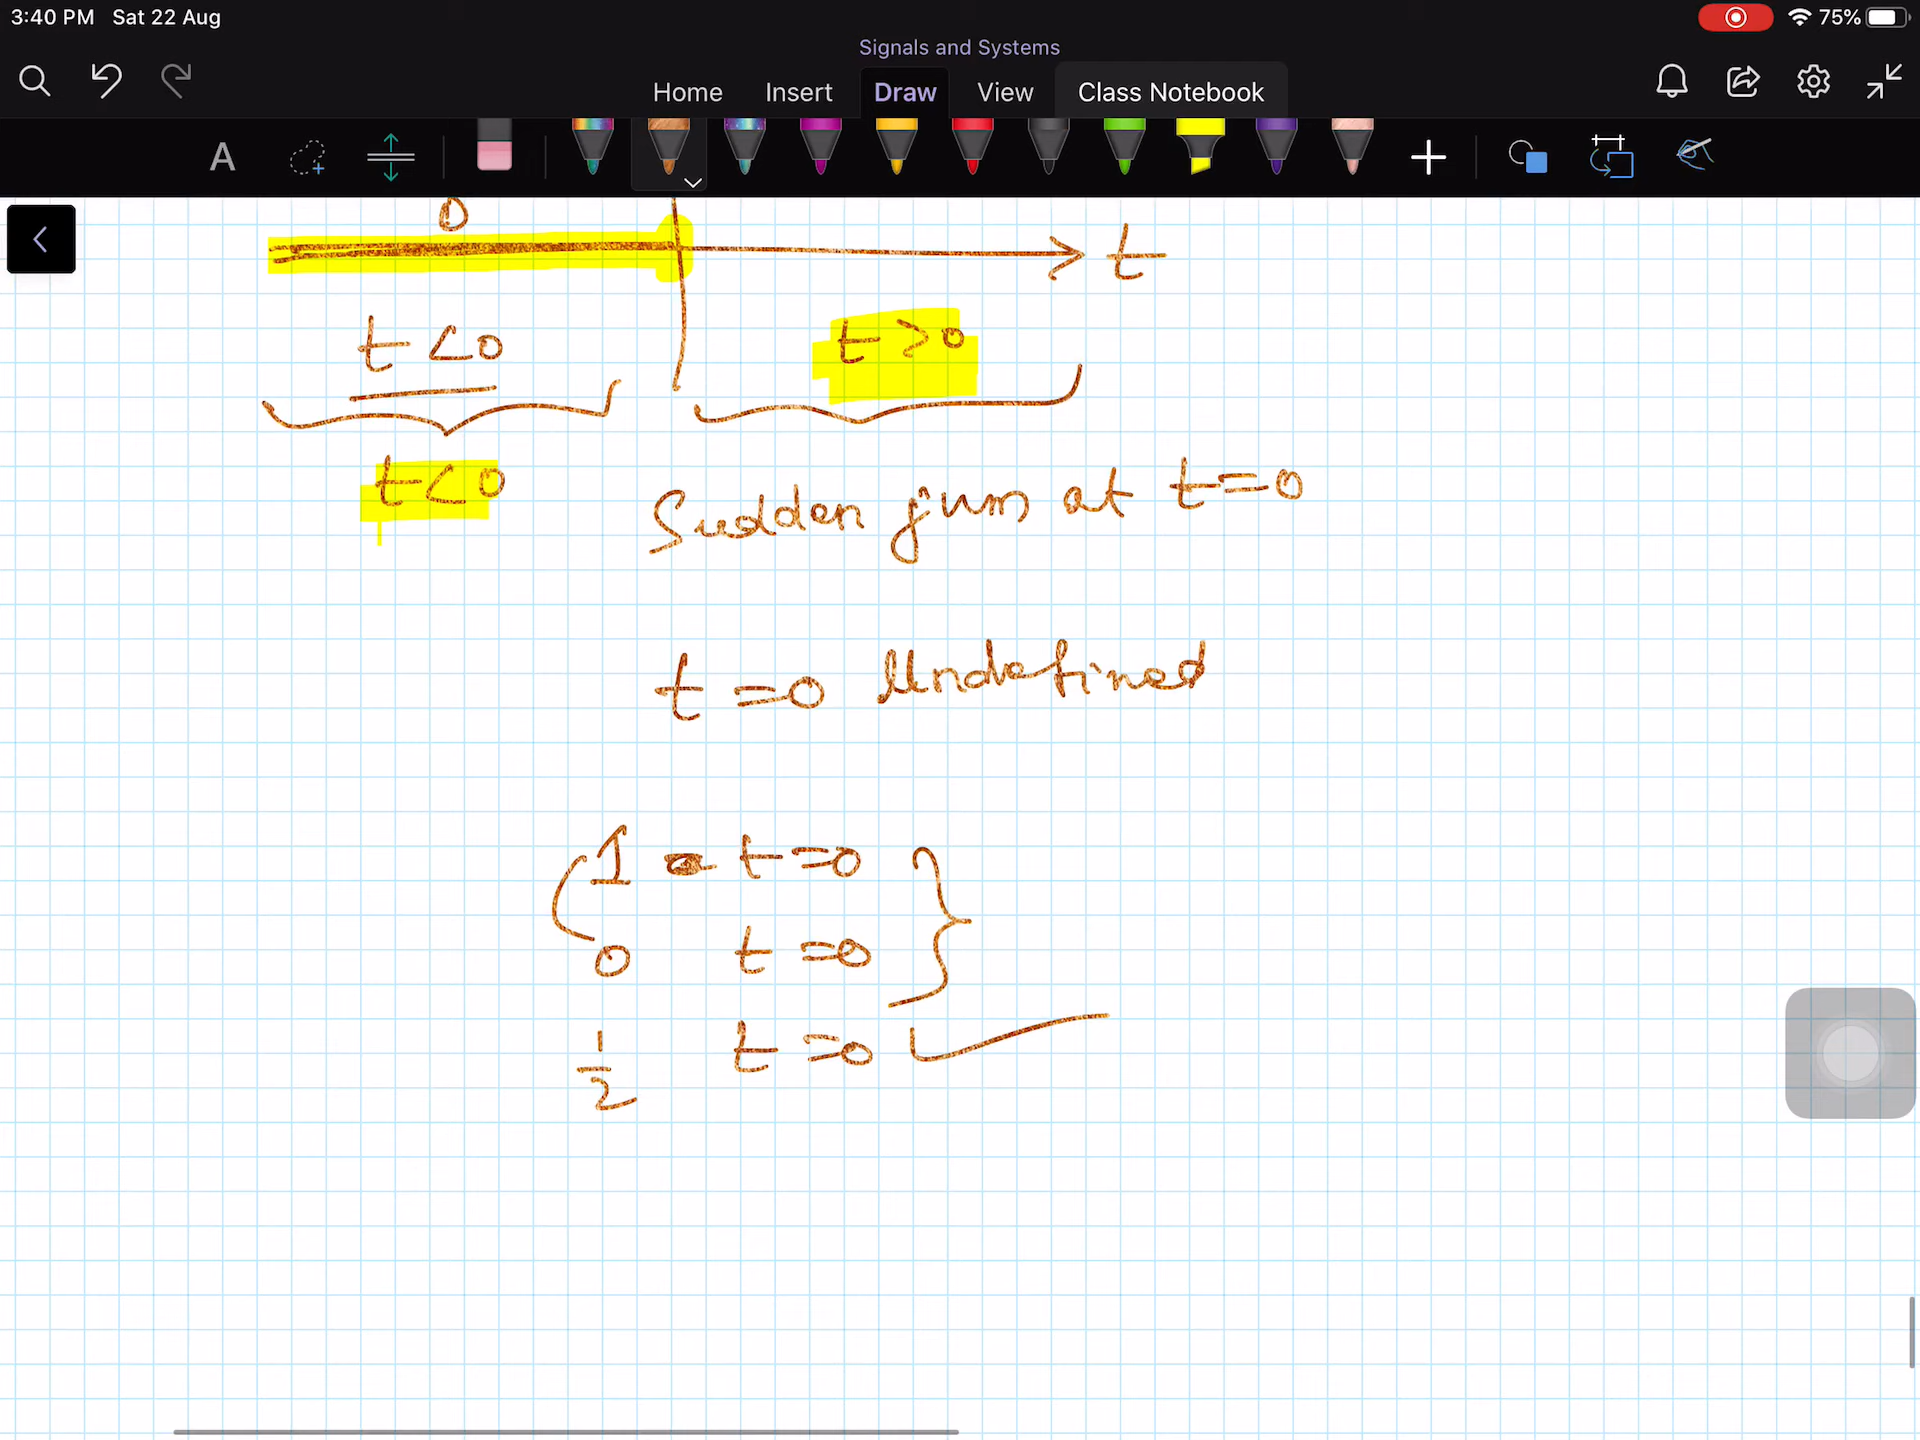 3:40 PM Sat 22 Aug
75%
Signals and Systems
Home Insert Draw View Class Notebook
A
0
t
t <0
t >0
t<0
Sudden jum at t=0
t =0 Undefined
1 t=0
0 t =0
1/2 t =0